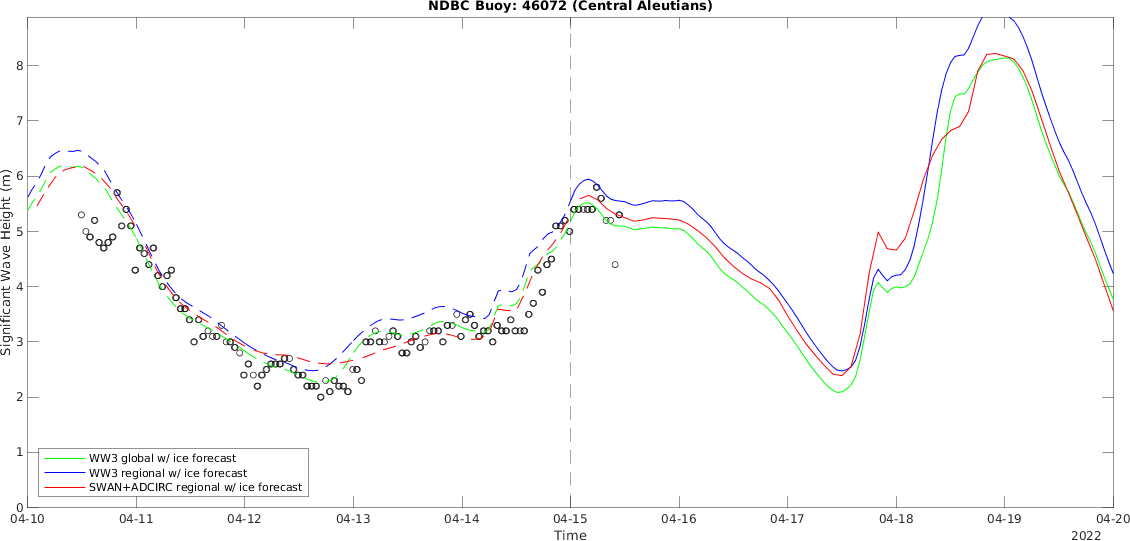 NDBC Buoy: 46072 (Central Aleutians)
8
7
6
5
4
3
2
1
0
Significant Wave Height (m)
WW3 global w/ ice forecast
WW3 regional w/ ice forecast
SWAN+ADCIRC regional w/ ice forecast
04-10 04-11 04-12 04-13 04-14 04-15 04-16 04-17 04-18 04-19 04-20
Time
2022